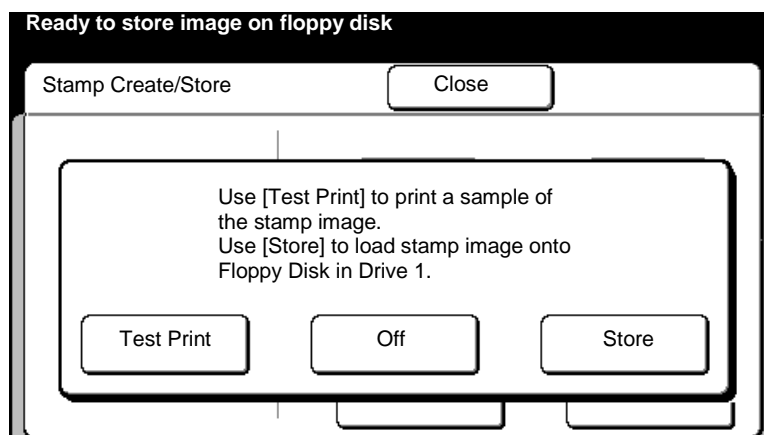 Ready to store image on floppy disk
Stamp Create/Store
Close
Use [Test Print] to print a sample of
the stamp image.
Use [Store] to load stamp image onto
Floppy Disk in Drive 1.
Test Print
Off
Store